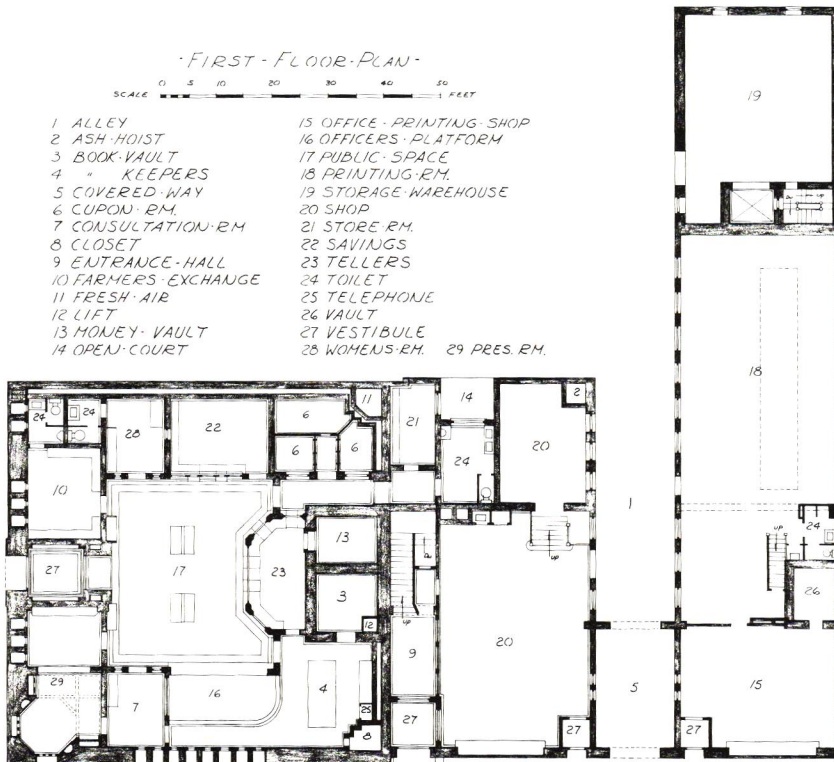 - FIRST - FLOOR - PLAN -
SCALE 0 5 10 20 30 40 50 FEET
1 ALLEY
2 ASH·HOIST
3 BOOK·VAULT
4 " KEEPERS
5 COVERED·WAY
6 CUPON·RM.
7 CONSULTATION·RM
8 CLOSET
9 ENTRANCE-HALL
10 FARMERS·EXCHANGE
11 FRESH·AIR
12 LIFT
13 MONEY-VAULT
14 OPEN·COURT
15 OFFICE-PRINTING-SHOP
16 OFFICERS·PLATFORM
17 PUBLIC·SPACE
18 PRINTING·RM.
19 STORAGE·WAREHOUSE
20 SHOP
21 STORE·RM.
22 SAVINGS
23 TELLERS
24 TOILET
25 TELEPHONE
26 VAULT
27 VESTIBULE
28 WOMENS·RM. 29 PRES. RM.
19
UP
18
24
UP
26
15
27
1
5
11
14
2
24 24
28
22
6
6 6
21
24
20
10
UP
27
17
23
13
3
12
UP
9
20
29
7
16
4
25
8
27
27